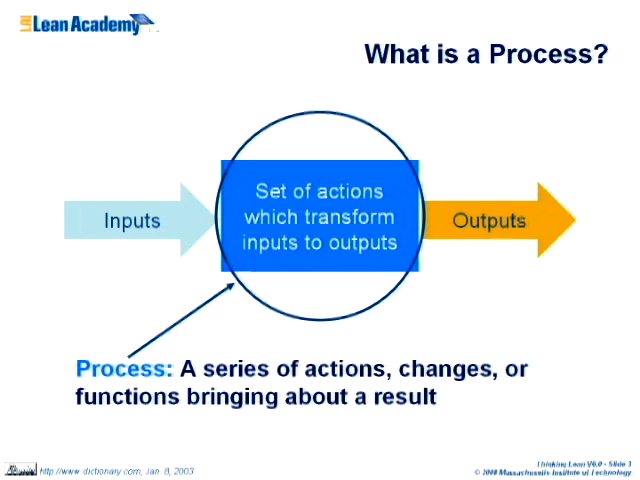 LAI Lean Academy
What is a Process?
Set of actions
which transform
inputs to outputs
Inputs
Outputs
Process: A series of actions, changes, or
functions bringing about a result
http://www.dictionary.com, Jan 8, 2003
Thinking Lean V6.0 - Slide 3
© 2008 Massachusetts Institute of Technology